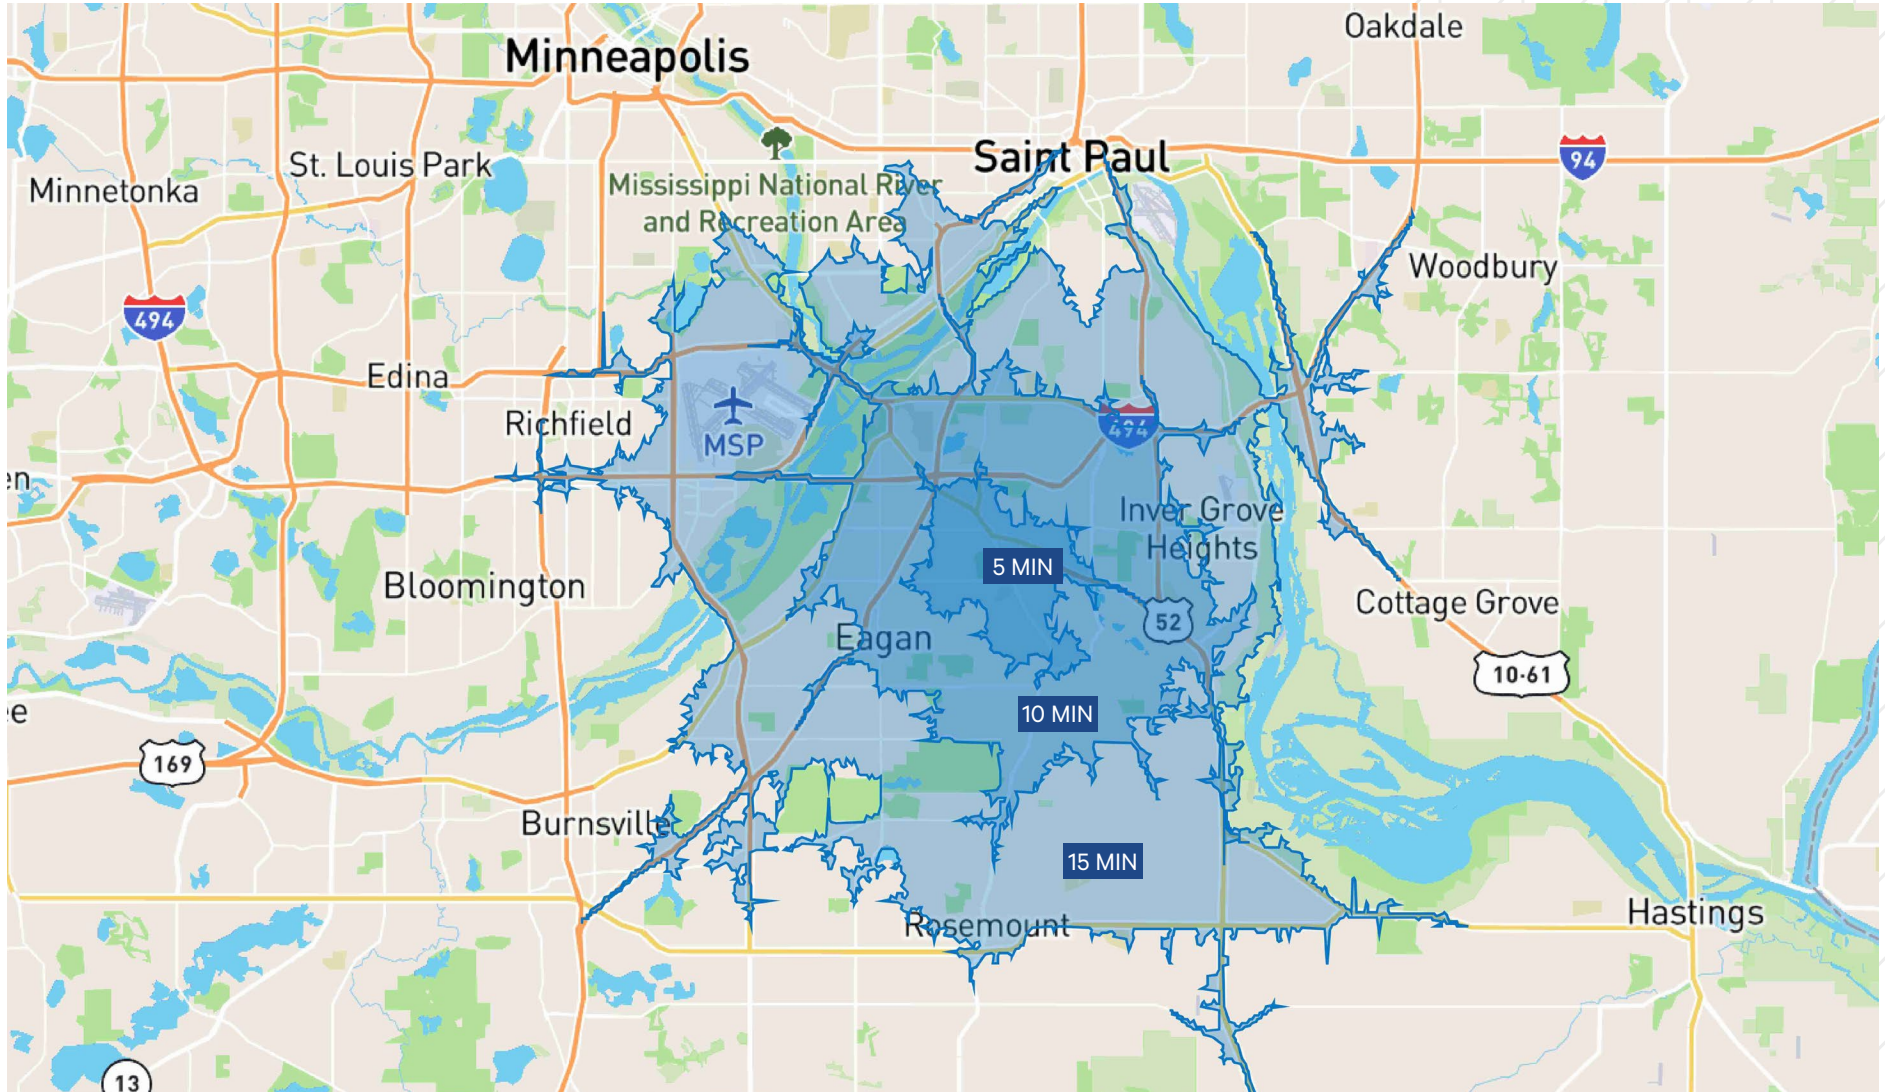 Oakdale
Minneapolis
Saint Paul
94
St. Louis Park
Minnetonka
Mississippi National River
and Recreation Area
Woodbury
494
Edina
Richfield
MSP
494
en
Inver Grove
Heights
5 MIN
Bloomington
Cottage Grove
52
Eagan
10·61
10 MIN
ee
169
Burnsville
15 MIN
Rosemount
Hastings
13